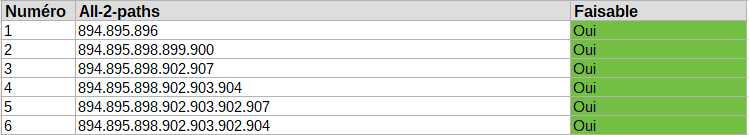 Numéro All-2-paths Faisable
1 894.895.896 Oui
2 894.895.898.899.900 Oui
3 894.895.898.902.907 Oui
4 894.895.898.902.903.904 Oui
5 894.895.898.902.903.902.907 Oui
6 894.895.898.902.903.902.904 Oui